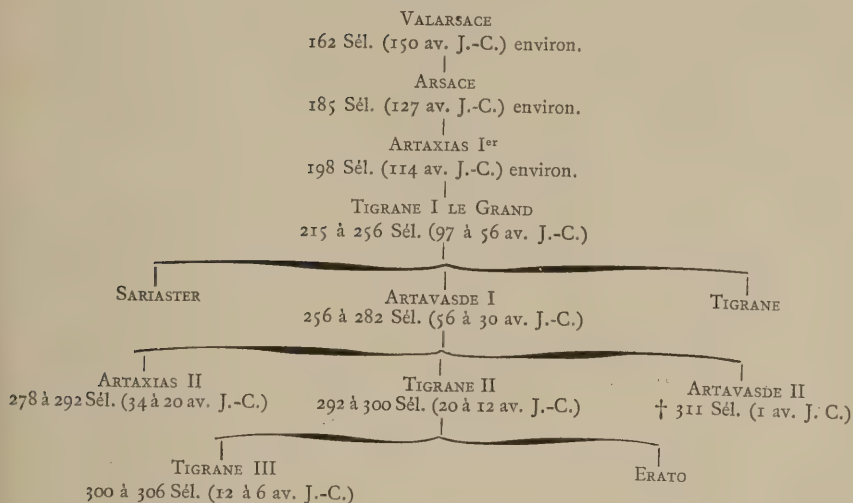 VALARSACE
162 Sél. (150 av. J.-C.) environ.
ARSACE
185 Sél. (127 av. J.-C.) environ.
ARTAXIAS Ier
198 Sél. (114 av. J.-C.) environ.
TIGRANE I LE GRAND
215 à 256 Sél. (97 à 56 av. J.-C.)
SARIASTER
ARTAVASDE I
256 à 282 Sél. (56 à 30 av. J.-C.)
TIGRANE
ARTAXIAS II
278 à 292 Sél. (34 à 20 av. J.-C.)
TIGRANE II
292 à 300 Sél. (20 à 12 av. J.-C.)
ARTAVASDE II
† 311 Sél. (1 av. J. C.)
TIGRANE III
300 à 306 Sél. (12 à 6 av. J.-C.)
ERATO